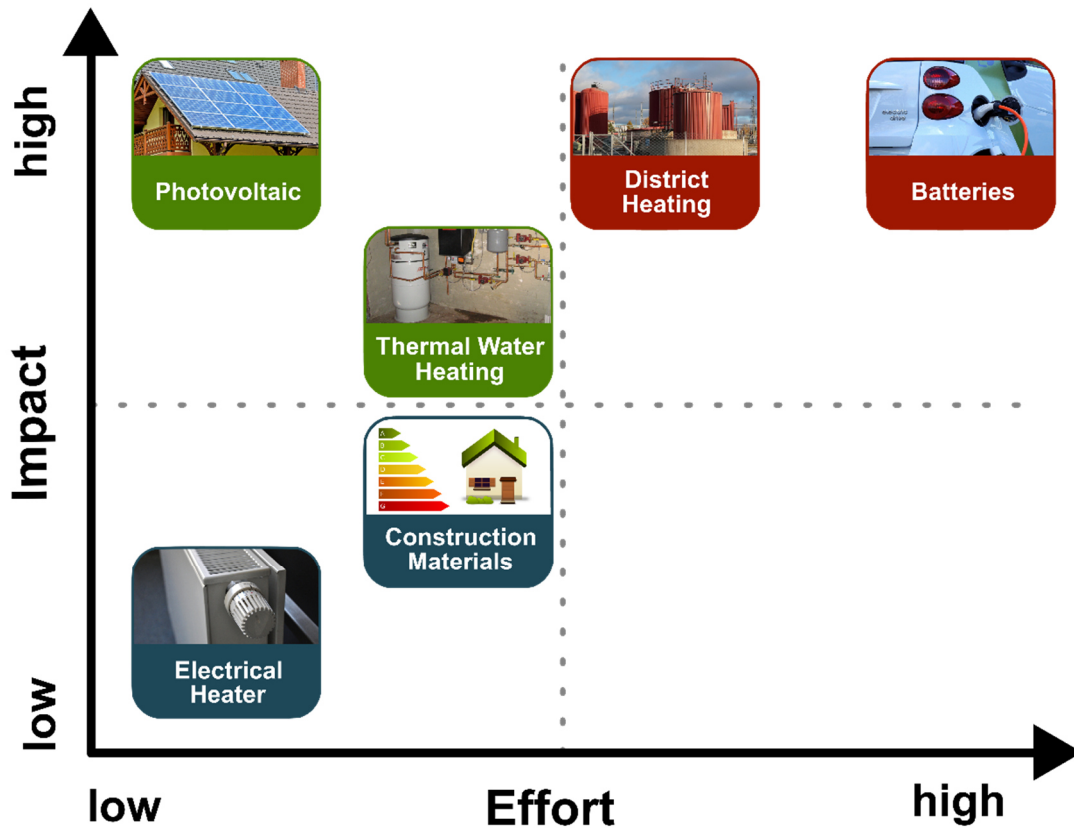 high
Photovoltaic
District
Heating
Batteries
Thermal Water
Heating
Impact
A
B
C
D
E
F
G
Construction
Materials
Electrical
Heater
low
low
Effort
high